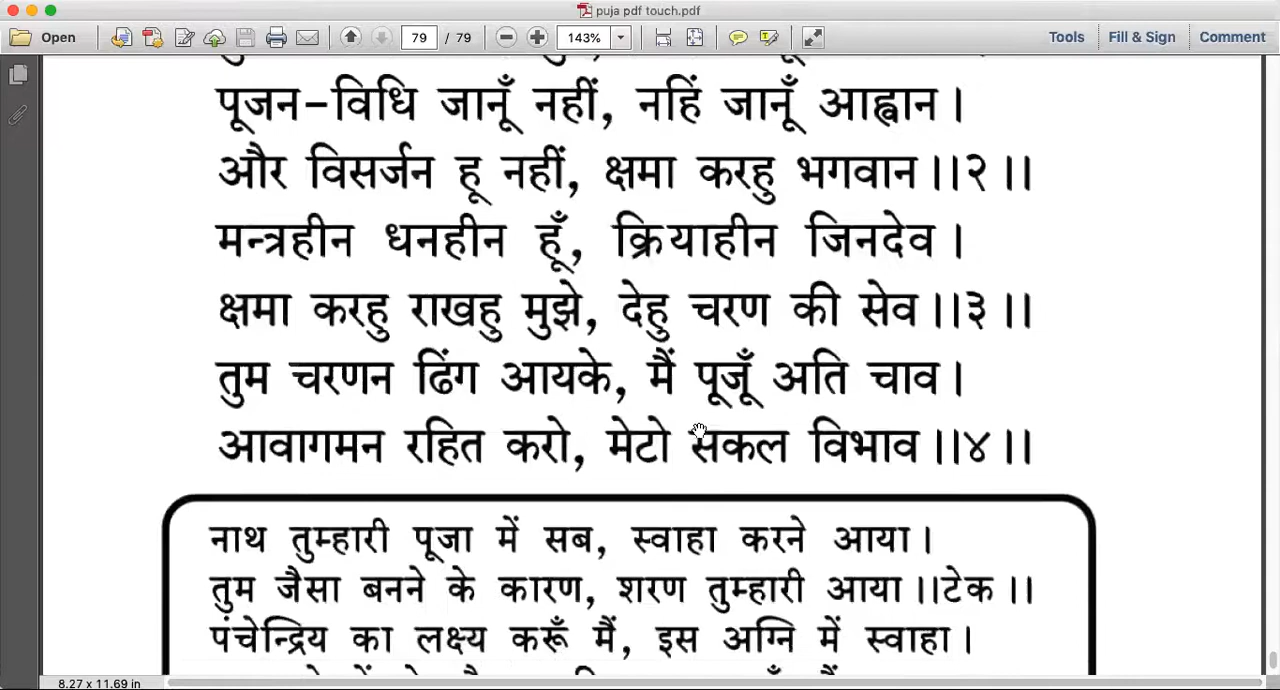 puja pdf touch.pdf
Open 79 / 79 143% Tools Fill & Sign Comment
पूजन-विधि जानूँ नहीं, नहिं जानूँ आह्वान।
और विसर्जन हू नहीं, क्षमा करहु भगवान।।२।।
मन्त्रहीन धनहीन हूँ, क्रियाहीन जिनदेव।
क्षमा करहु राखहु मुझे, देहु चरण की सेव।।३।।
तुम चरणन ढिंग आयके, मैं पूजूँ अति चाव।
आवागमन रहित करो, मेटो सकल विभाव।।४।।
नाथ तुम्हारी पूजा में सब, स्वाहा करने आया।
तुम जैसा बनने के कारण, शरण तुम्हारी आया।।टेक।।
पंचेन्द्रिय का लक्ष्य करूँ मैं, इस अग्नि में स्वाहा।
8.27 x 11.69 in